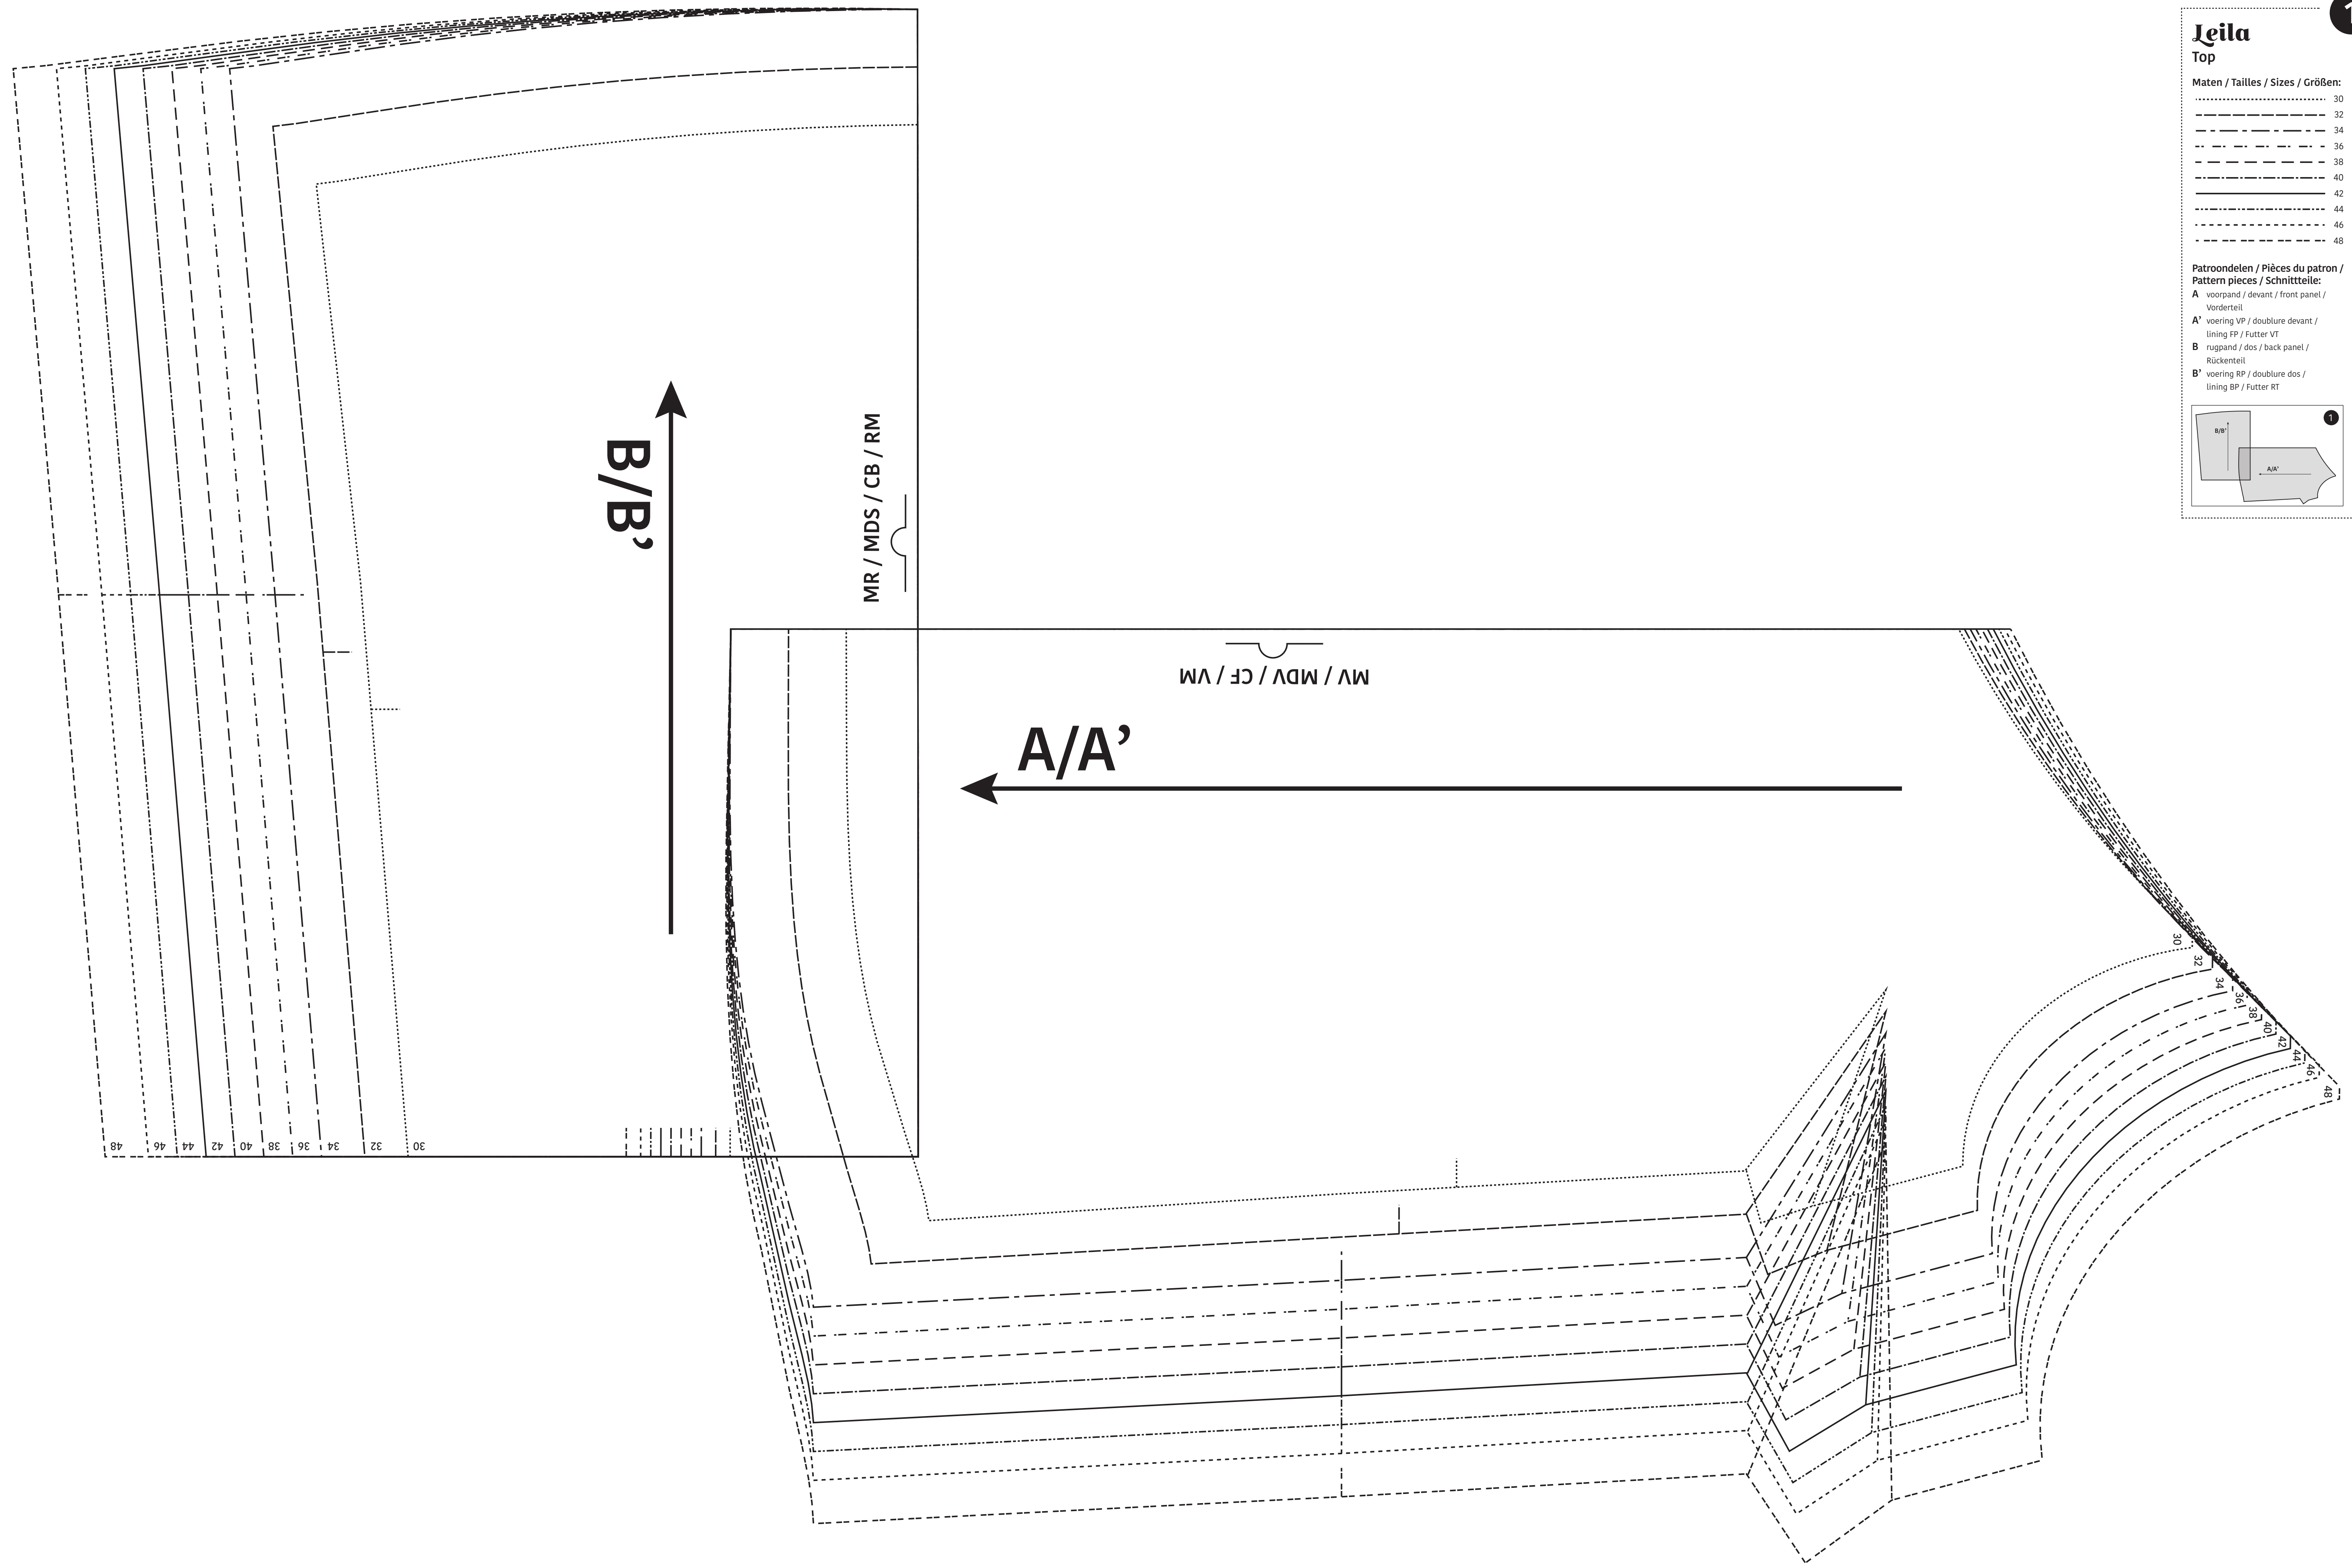 1
Leila
Top
Maten / Tailles / Sizes / Größen:
30
32
34
36
38
40
42
44
46
48
Patroondelen / Pièces du patron /
Pattern pieces / Schnittteile:
A voorpand / devant / front panel /
Vorderteil
A’ voering VP / doublure devant /
lining FP / Futter VT
B rugpand / dos / back panel /
Rückenteil
B’ voering RP / doublure dos /
lining BP / Futter RT
1
B/B’
A/A’
B/B’
MR / MDS / CB / RM
MV / MDV / CF / VM
A/A’
30
32
34
36
38
40
42
44
46
48
48
46
44
42
40
38
36
34
32
30